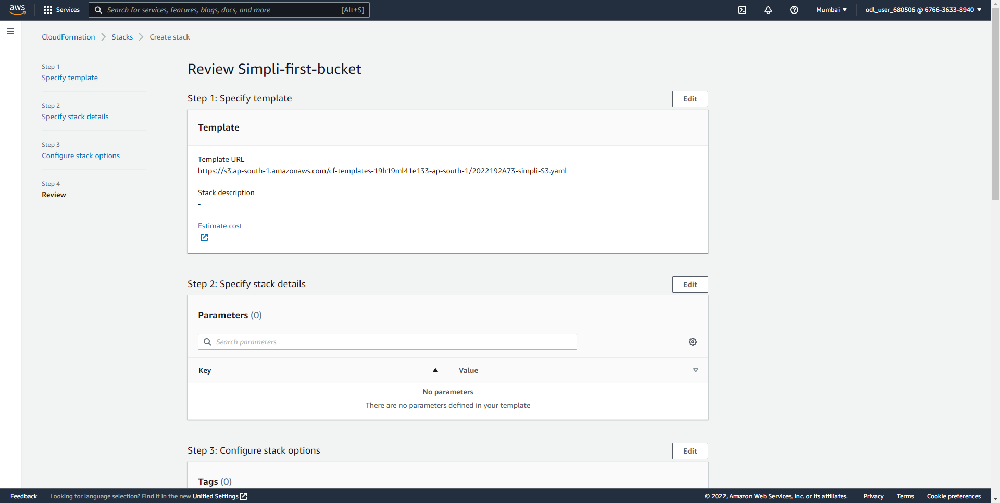 aws
Services
Search for services, features, blogs, docs, and more
[Alt+S]
Mumbai
odl_user_680506 @ 6766-3633-8940
CloudFormation
Stacks
Create stack
Step 1
Specify template
Step 2
Specify stack details
Step 3
Configure stack options
Step 4
Review
Review Simpli-first-bucket
Step 1: Specify template
Edit
Template
Template URL
https://s3.ap-south-1.amazonaws.com/cf-templates-19h19ml41e133-ap-south-1/2022192A73-simpli-S3.yaml
Stack description
-
Estimate cost
Step 2: Specify stack details
Edit
Parameters (0)
Search parameters
Key
Value
No parameters
There are no parameters defined in your template
Step 3: Configure stack options
Edit
Tags (0)
Feedback
Looking for language selection? Find it in the new Unified Settings
© 2022, Amazon Web Services, Inc. or its affiliates.
Privacy
Terms
Cookie preferences